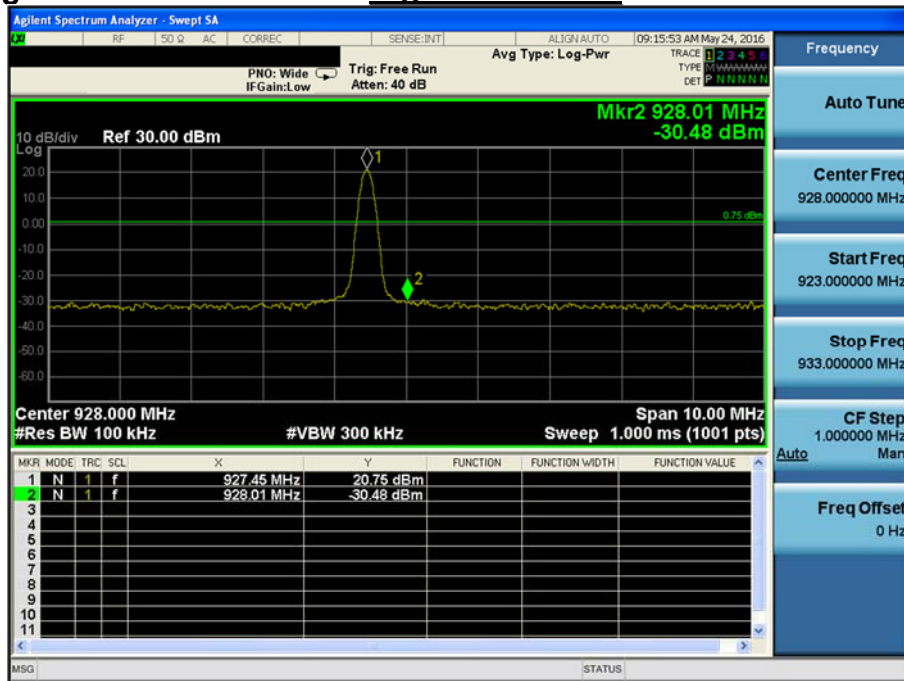 Agilent Spectrum Analyzer - Swept SA
LXI RF 50 Ω AC CORREC SENSE:INT ALIGN AUTO 09:15:53 AM May 24, 2016
Frequency
Avg Type: Log-Pwr
TRACE 1 2 3 4 5 6
PNO: Wide
Trig: Free Run
TYPE M W W W W W
IFGain:Low
Atten: 40 dB
DET P N N N N N
Auto Tune
Mkr2 928.01 MHz
10 dB/div Ref 30.00 dBm -30.48 dBm
Log
1
20.0
10.0
0.00
0.75 dBm
-10.0
-20.0
2
-30.0
-40.0
-50.0
-60.0
Center Freq
928.000000 MHz
Start Freq
923.000000 MHz
Stop Freq
933.000000 MHz
Center 928.000 MHz Span 10.00 MHz
#Res BW 100 kHz #VBW 300 kHz Sweep 1.000 ms (1001 pts)
CF Step
1.000000 MHz
Auto Man
MKR MODE TRC SCL X Y FUNCTION FUNCTION WIDTH FUNCTION VALUE
1 N 1 f 927.45 MHz 20.75 dBm
2 N 1 f 928.01 MHz -30.48 dBm
3
4
5
6
7
8
9
10
11
Freq Offset
0 Hz
MSG STATUS